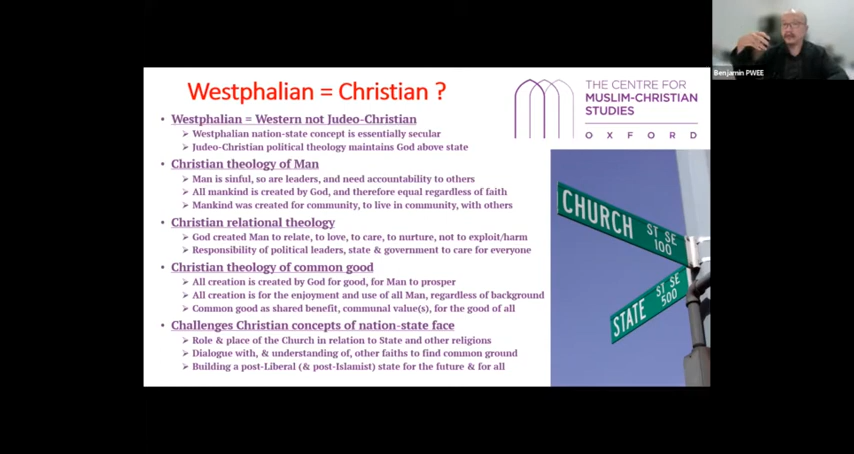 Westphalian = Christian ?
THE CENTRE FOR
MUSLIM-CHRISTIAN
STUDIES
OXFORD
Benjamin PWEE
• Westphalian = Western not Judeo-Christian
➢ Westphalian nation-state concept is essentially secular
➢ Judeo-Christian political theology maintains God above state
• Christian theology of Man
➢ Man is sinful, so are leaders, and need accountability to others
➢ All mankind is created by God, and therefore equal regardless of faith
➢ Mankind was created for community, to live in community, with others
• Christian relational theology
➢ God created Man to relate, to love, to care, to nurture, not to exploit/harm
➢ Responsibility of political leaders, state & government to care for everyone
• Christian theology of common good
➢ All creation is created by God for good, for Man to prosper
➢ All creation is for the enjoyment and use of all Man, regardless of background
➢ Common good as shared benefit, communal value(s), for the good of all
• Challenges Christian concepts of nation-state face
➢ Role & place of the Church in relation to State and other religions
➢ Dialogue with, & understanding of, other faiths to find common ground
➢ Building a post-Liberal (& post-Islamist) state for the future & for all
CHURCH ST SE 100
STATE ST SE 500